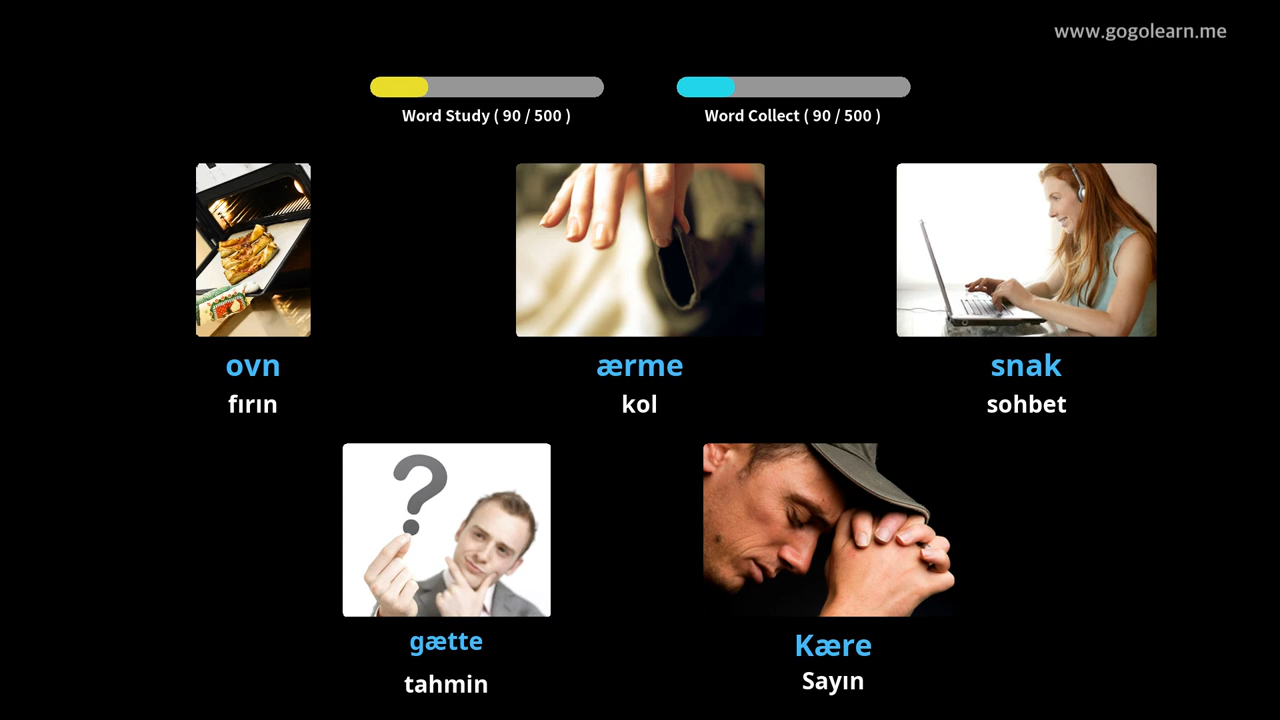 www.gogolearn.me
Word Study ( 90 / 500 )
Word Collect ( 90 / 500 )
ovn
fırın
ærme
kol
snak
sohbet
gætte
tahmin
Kære
Sayın